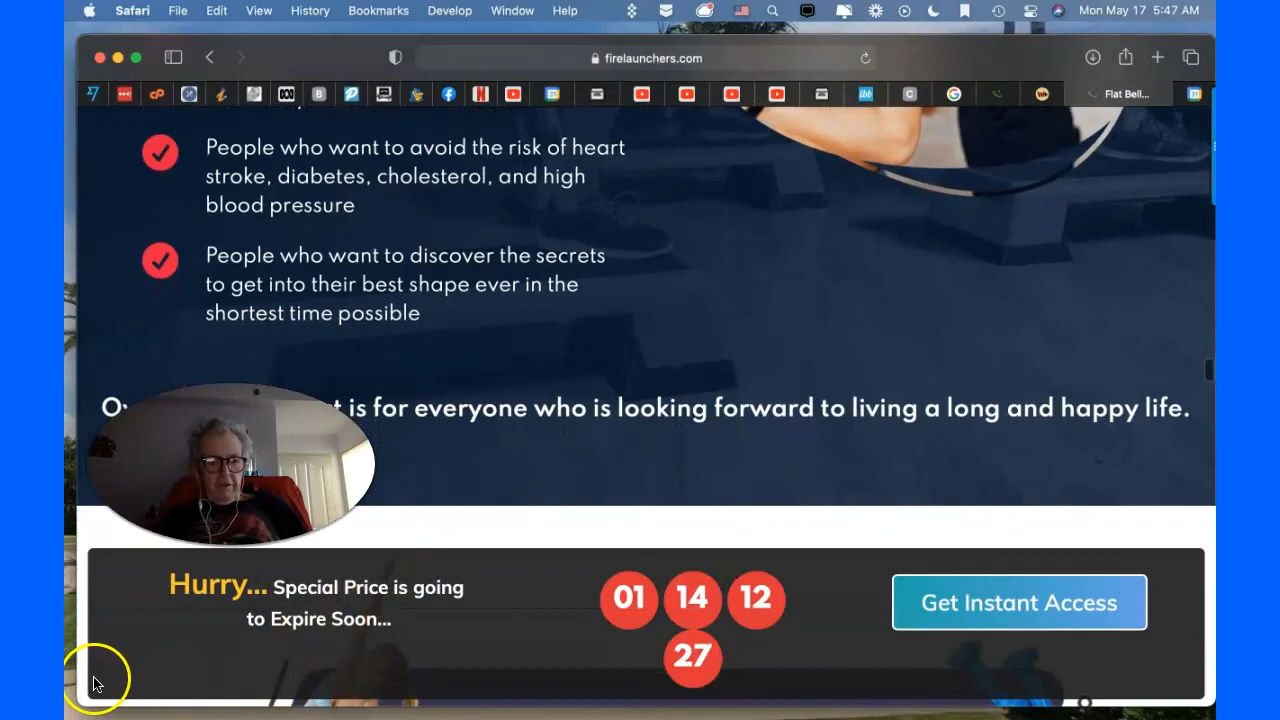 Safari File Edit View History Bookmarks Develop Window Help Mon May 17 5:47 AM
firelaunchers.com
Flat Bell...
People who want to avoid the risk of heart
stroke, diabetes, cholesterol, and high
blood pressure
People who want to discover the secrets
to get into their best shape ever in the
shortest time possible
is for everyone who is looking forward to living a long and happy life.
Hurry... Special Price is going
to Expire Soon...
01 14 12
27
Get Instant Access